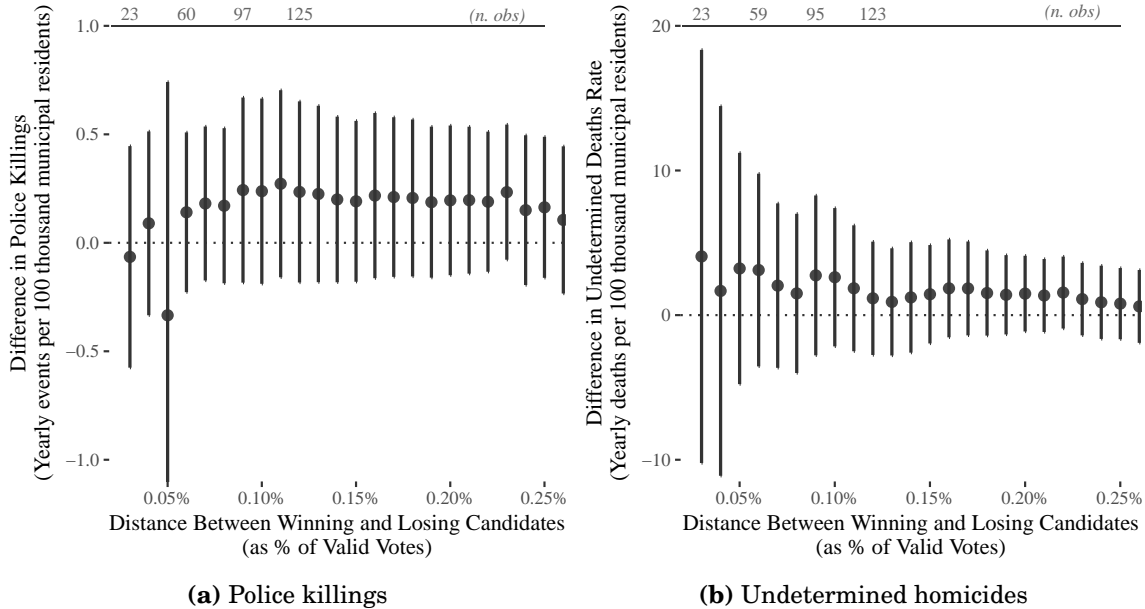 23 60 97 125 (n. obs)
1.0
0.5
0.0
−0.5
−1.0
Difference in Police Killings
(Yearly events per 100 thousand municipal residents)
0.05% 0.10% 0.15% 0.20% 0.25%
Distance Between Winning and Losing Candidates
(as % of Valid Votes)
(a) Police killings
23 59 95 123 (n. obs)
20
10
0
−10
Difference in Undetermined Deaths Rate
(Yearly deaths per 100 thousand municipal residents)
0.05% 0.10% 0.15% 0.20% 0.25%
Distance Between Winning and Losing Candidates
(as % of Valid Votes)
(b) Undetermined homicides